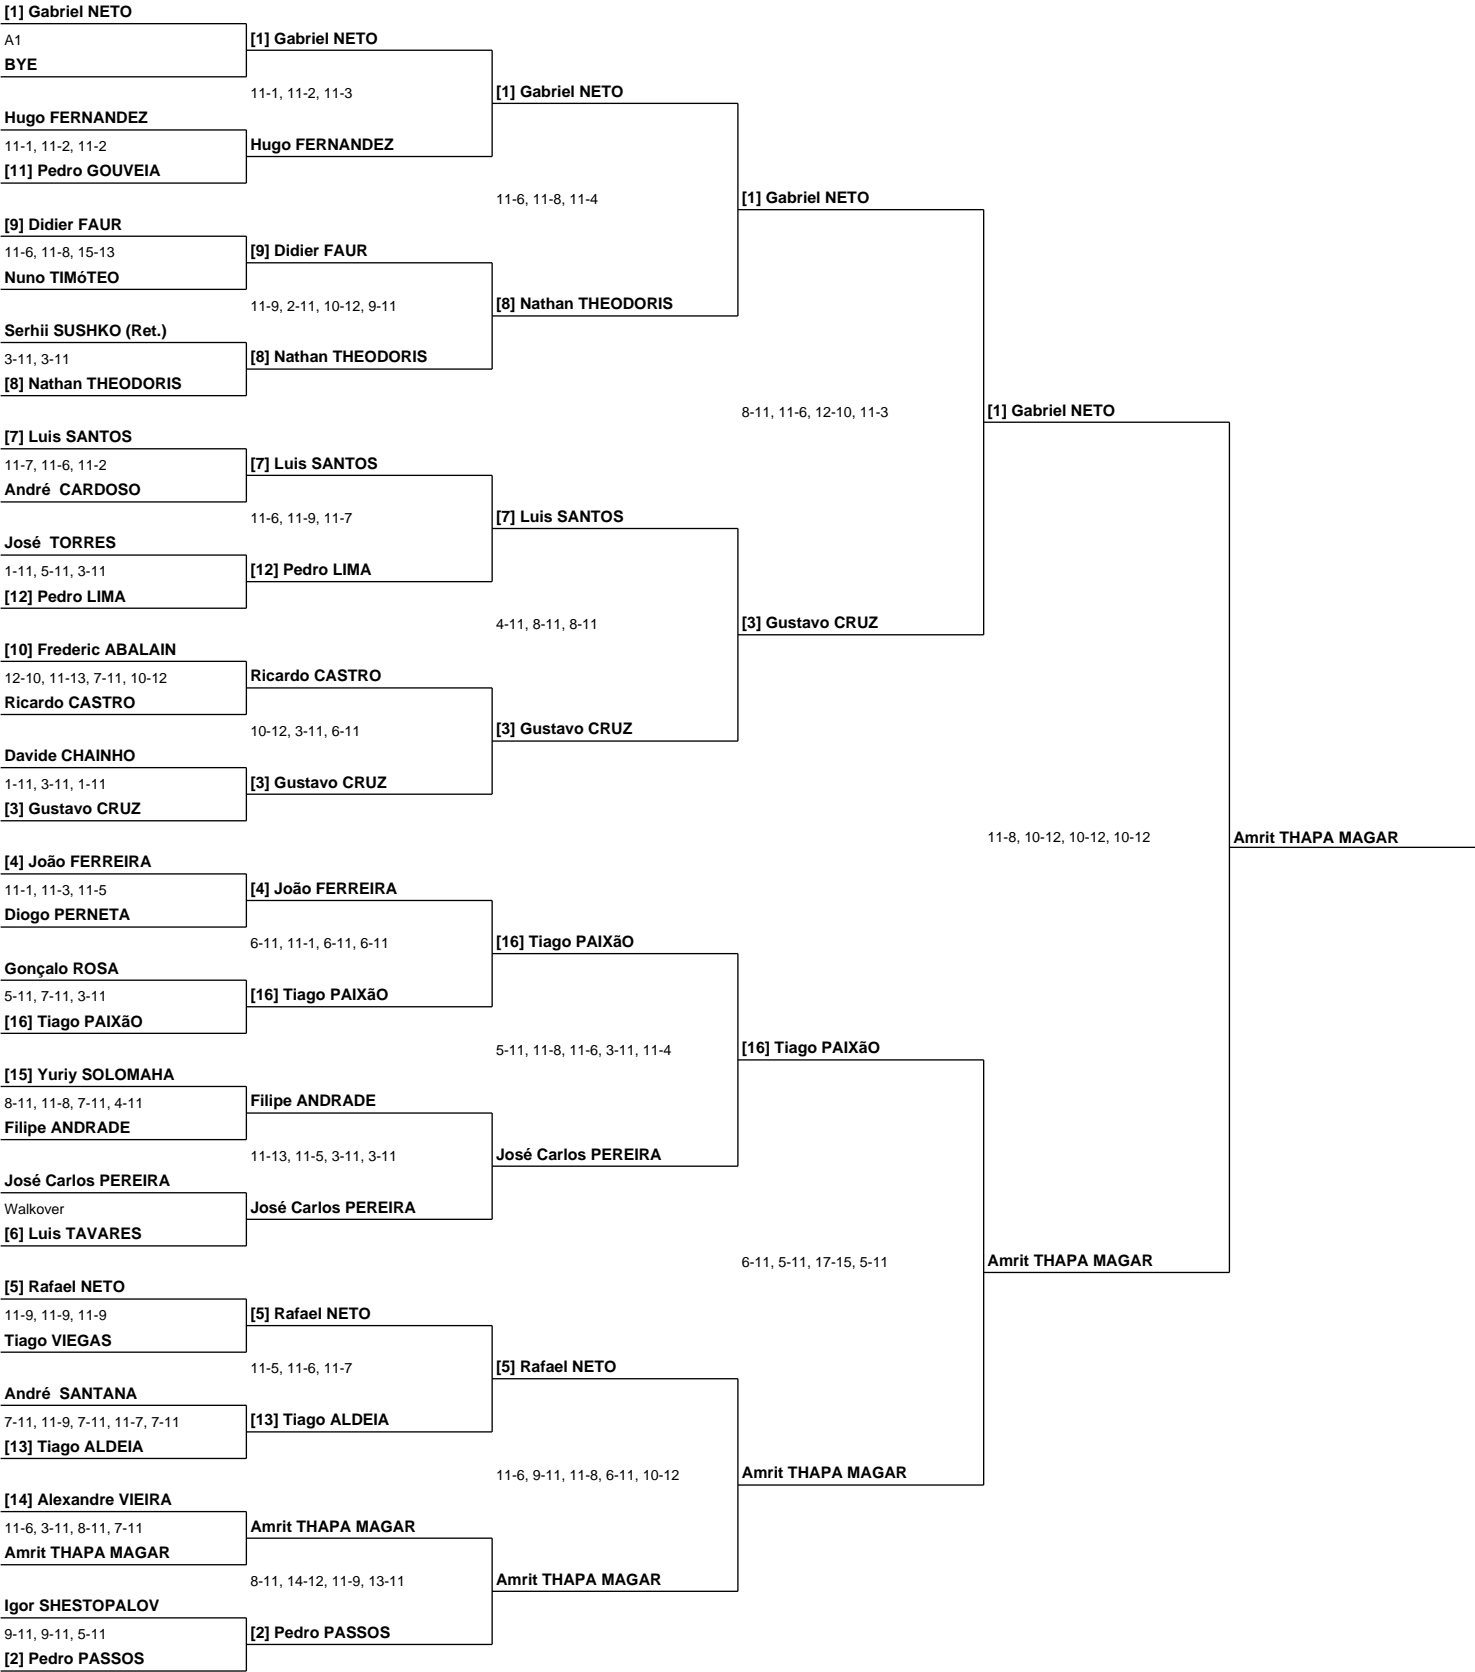 [1] Gabriel NETO
A1
BYE
Hugo FERNANDEZ
11-1, 11-2, 11-2
[11] Pedro GOUVEIA
[9] Didier FAUR
11-6, 11-8, 15-13
Nuno TIMóTEO
Serhii SUSHKO (Ret.)
3-11, 3-11
[8] Nathan THEODORIS
[7] Luis SANTOS
11-7, 11-6, 11-2
André  CARDOSO
José  TORRES
1-11, 5-11, 3-11
[12] Pedro LIMA
[10] Frederic ABALAIN
12-10, 11-13, 7-11, 10-12
Ricardo CASTRO
Davide CHAINHO
1-11, 3-11, 1-11
[3] Gustavo CRUZ
[4] João FERREIRA
11-1, 11-3, 11-5
Diogo PERNETA
Gonçalo ROSA
5-11, 7-11, 3-11
[16] Tiago PAIXãO
[15] Yuriy SOLOMAHA
8-11, 11-8, 7-11, 4-11
Filipe ANDRADE
José Carlos PEREIRA
Walkover
[6] Luis TAVARES
[5] Rafael NETO
11-9, 11-9, 11-9
Tiago VIEGAS
André  SANTANA
7-11, 11-9, 7-11, 11-7, 7-11
[13] Tiago ALDEIA
[14] Alexandre VIEIRA
11-6, 3-11, 8-11, 7-11
Amrit THAPA MAGAR
Igor SHESTOPALOV
9-11, 9-11, 5-11
[2] Pedro PASSOS
[1] Gabriel NETO
11-1, 11-2, 11-3
Hugo FERNANDEZ
[9] Didier FAUR
11-9, 2-11, 10-12, 9-11
[8] Nathan THEODORIS
[7] Luis SANTOS
11-6, 11-9, 11-7
[12] Pedro LIMA
Ricardo CASTRO
10-12, 3-11, 6-11
[3] Gustavo CRUZ
[4] João FERREIRA
6-11, 11-1, 6-11, 6-11
[16] Tiago PAIXãO
Filipe ANDRADE
11-13, 11-5, 3-11, 3-11
José Carlos PEREIRA
[5] Rafael NETO
11-5, 11-6, 11-7
[13] Tiago ALDEIA
Amrit THAPA MAGAR
8-11, 14-12, 11-9, 13-11
[2] Pedro PASSOS
[1] Gabriel NETO
11-6, 11-8, 11-4
[8] Nathan THEODORIS
[7] Luis SANTOS
4-11, 8-11, 8-11
[3] Gustavo CRUZ
[16] Tiago PAIXãO
5-11, 11-8, 11-6, 3-11, 11-4
José Carlos PEREIRA
[5] Rafael NETO
11-6, 9-11, 11-8, 6-11, 10-12
Amrit THAPA MAGAR
[1] Gabriel NETO
8-11, 11-6, 12-10, 11-3
[3] Gustavo CRUZ
[16] Tiago PAIXãO
6-11, 5-11, 17-15, 5-11
Amrit THAPA MAGAR
[1] Gabriel NETO
11-8, 10-12, 10-12, 10-12
Amrit THAPA MAGAR
Amrit THAPA MAGAR